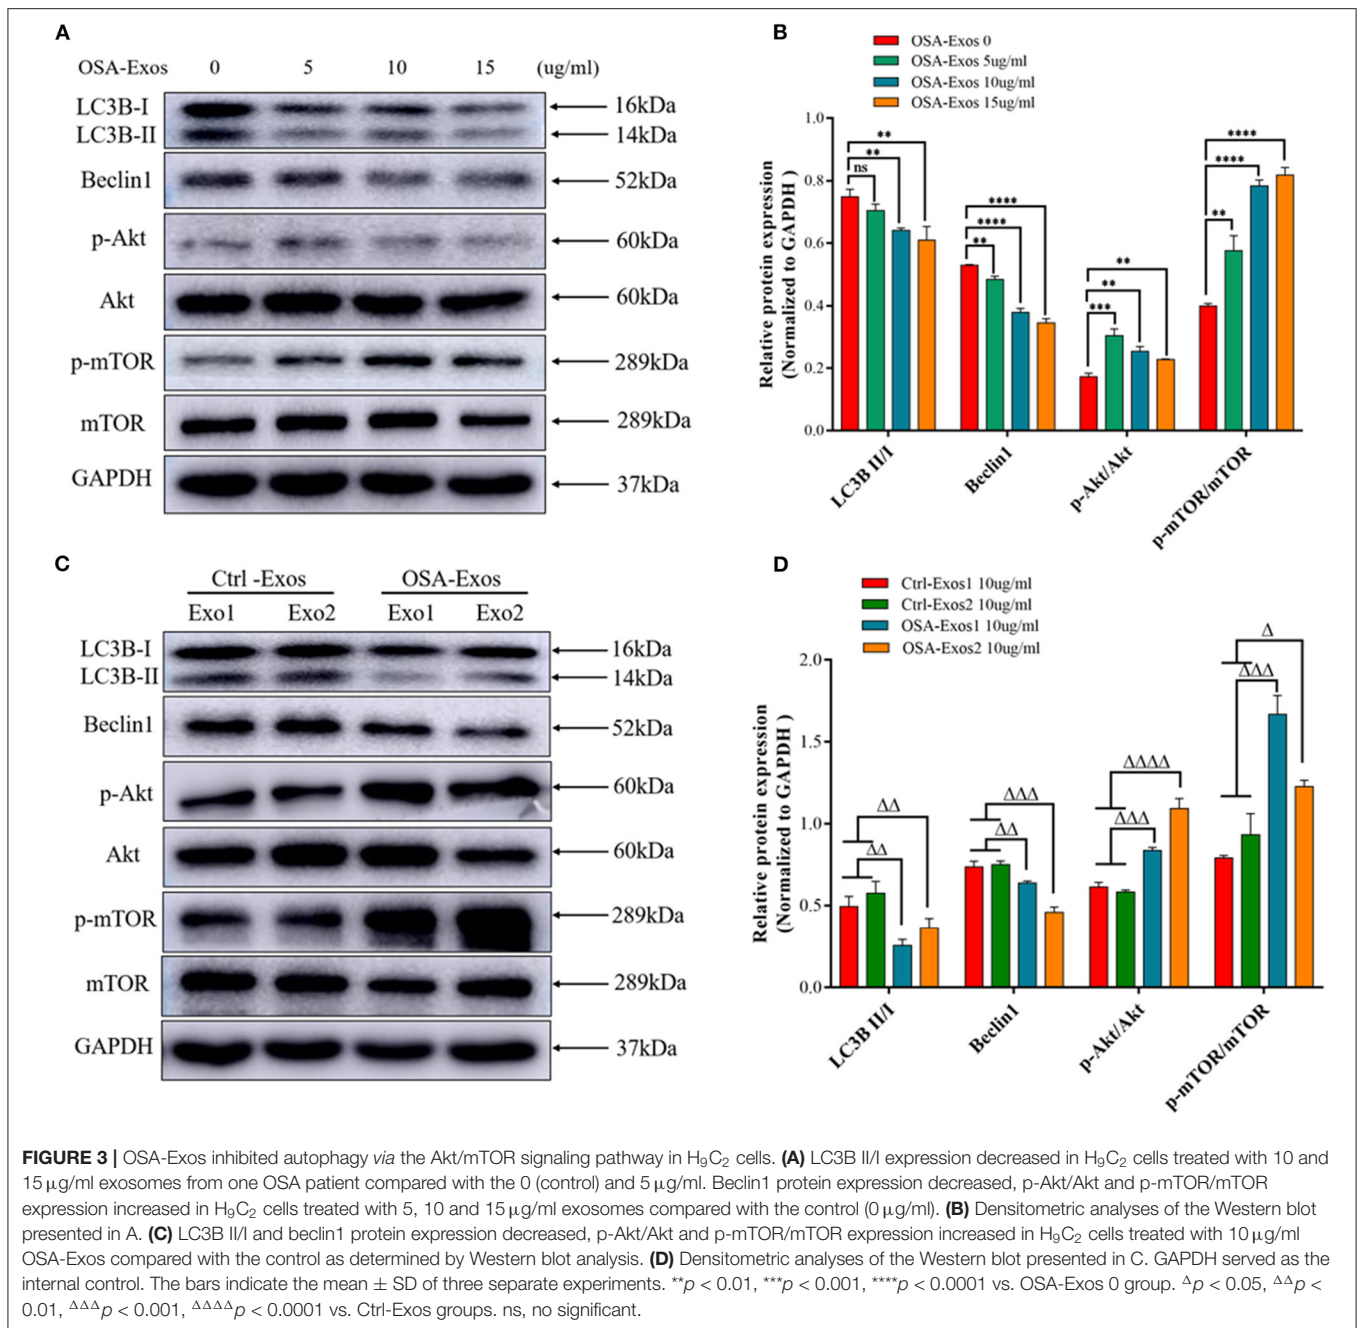 A
OSA-Exos 0 5 10 15 (ug/ml)
LC3B-I 16kDa
LC3B-II 14kDa
Beclin1 52kDa
p-Akt 60kDa
Akt 60kDa
p-mTOR 289kDa
mTOR 289kDa
GAPDH 37kDa
B
OSA-Exos 0
OSA-Exos 5ug/ml
OSA-Exos 10ug/ml
OSA-Exos 15ug/ml
Relative protein expression
(Normalized to GAPDH )
1.0
0.8
0.6
0.4
0.2
0.0
**
**
ns
****
****
**
**
**
***
****
****
**
LC3B II/I
Beclin1
p-Akt/Akt
p-mTOR/mTOR
C
Ctrl -Exos OSA-Exos
Exo1 Exo2 Exo1 Exo2
LC3B-I 16kDa
LC3B-II 14kDa
Beclin1 52kDa
p-Akt 60kDa
Akt 60kDa
p-mTOR 289kDa
mTOR 289kDa
GAPDH 37kDa
D
Ctrl-Exos1 10ug/ml
Ctrl-Exos2 10ug/ml
OSA-Exos1 10ug/ml
OSA-Exos2 10ug/ml
Relative protein expression
(Normalized to GAPDH )
2.0
1.5
1.0
0.5
0.0
ΔΔ
ΔΔ
ΔΔΔ
ΔΔ
ΔΔΔΔ
ΔΔΔ
Δ
ΔΔΔ
LC3B II/I
Beclin1
p-Akt/Akt
p-mTOR/mTOR
FIGURE 3 | OSA-Exos inhibited autophagy via the Akt/mTOR signaling pathway in H₉C₂ cells. (A) LC3B II/I expression decreased in H₉C₂ cells treated with 10 and
15 μg/ml exosomes from one OSA patient compared with the 0 (control) and 5 μg/ml. Beclin1 protein expression decreased, p-Akt/Akt and p-mTOR/mTOR
expression increased in H₉C₂ cells treated with 5, 10 and 15 μg/ml exosomes compared with the control (0 μg/ml). (B) Densitometric analyses of the Western blot
presented in A. (C) LC3B II/I and beclin1 protein expression decreased, p-Akt/Akt and p-mTOR/mTOR expression increased in H₉C₂ cells treated with 10 μg/ml
OSA-Exos compared with the control as determined by Western blot analysis. (D) Densitometric analyses of the Western blot presented in C. GAPDH served as the
internal control. The bars indicate the mean ± SD of three separate experiments. **p < 0.01, ***p < 0.001, ****p < 0.0001 vs. OSA-Exos 0 group. Δp < 0.05, ΔΔp <
0.01, ΔΔΔp < 0.001, ΔΔΔΔp < 0.0001 vs. Ctrl-Exos groups. ns, no significant.